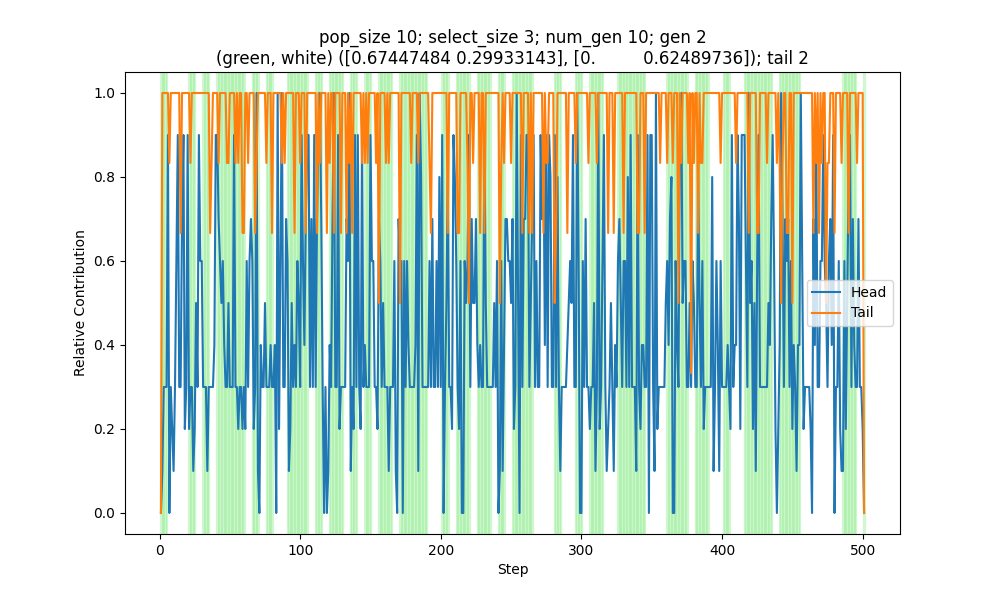 pop_size 10; select_size 3; num_gen 10; gen 2
(green, white) ([0.67447484 0.29933143], [0. 0.62489736]); tail 2
1.0
0.8
0.6
0.4
0.2
0.0
Relative Contribution
Head
Tail
0 100 200 300 400 500
Step